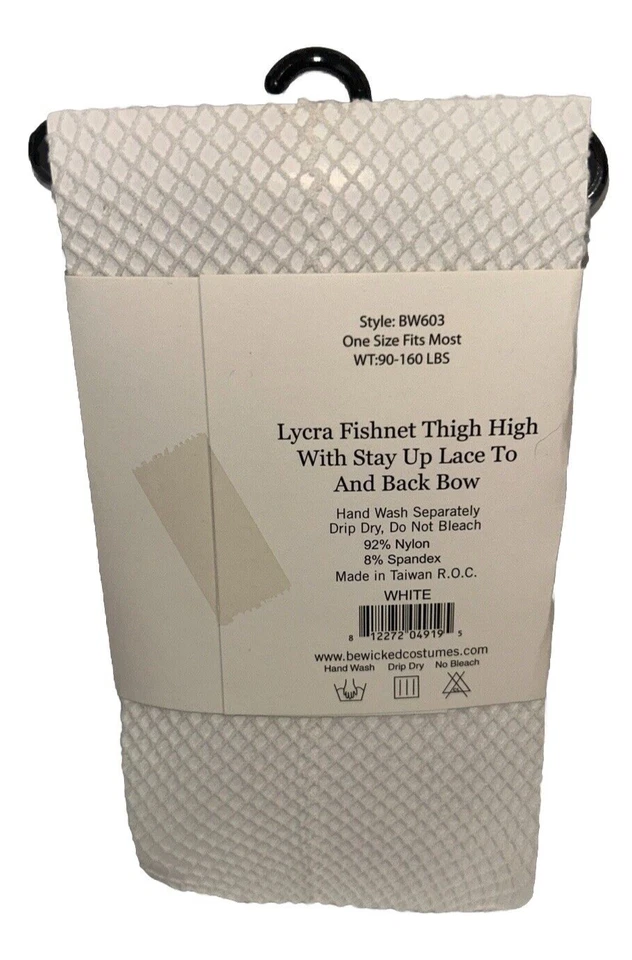 Style: BW603
One Size Fits Most
WT:90-160 LBS
Lycra Fishnet Thigh High
With Stay Up Lace To
And Back Bow
Hand Wash Separately
Drip Dry, Do Not Bleach
92% Nylon
8% Spandex
Made in Taiwan R.O.C.
WHITE
8 12272 04919 5
www.bewickedcostumes.com
Hand Wash Drip Dry No Bleach